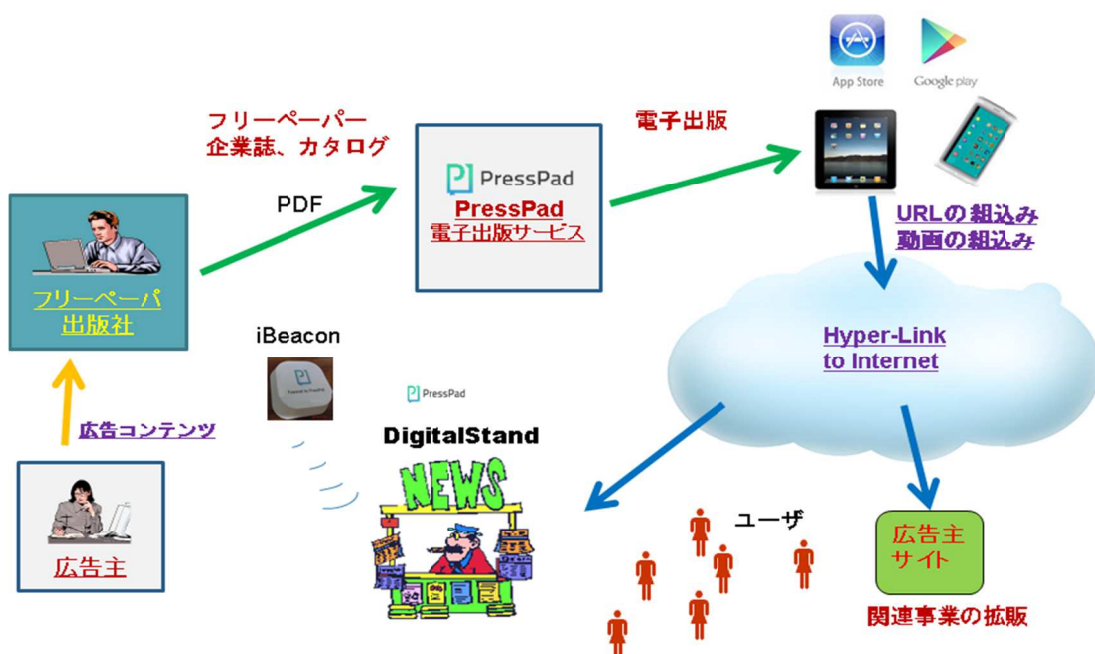 App Store
Google play
フリーペーパー
企業誌、カタログ
電子出版
PDF
PressPad
PressPad
電子出版サービス
URLの組込み
動画の組込み
フリーペーパ
出版社
iBeacon
Hyper-Link
to Internet
PressPad
広告コンテンツ
DigitalStand
NEWS
ユーザ
広告主
広告主
サイト
関連事業の拡販